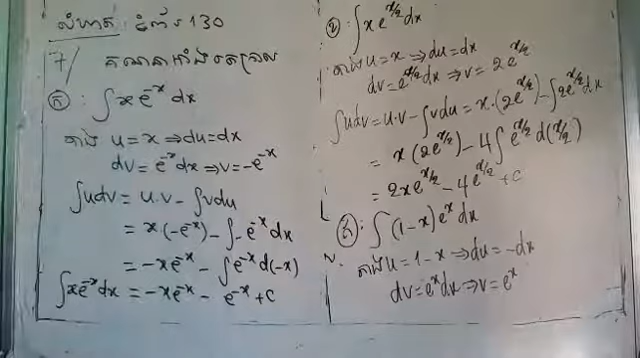 លំហាត់ : ទំព័រ 130
7/ គណនាអាំងតេក្រាល
(ក) : ∫xe^{-x}dx
តាង u = x ⇒ du = dx
dv = e^{-x}dx ⇒ v = -e^{-x}
∫udv = u.v - ∫vdu
= x(-e^{-x}) - ∫-e^{-x}dx
= -xe^{-x} - ∫e^{-x}d(-x)
∫xe^{-x}dx = -xe^{-x} - e^{-x} + c
(ខ) : ∫xe^{x/2}dx
តាង u = x ⇒ du = dx
dv = e^{x/2}dx ⇒ v = 2e^{x/2}
∫udv = u.v - ∫vdu = x.(2e^{x/2}) - ∫2e^{x/2}dx
= x(2e^{x/2}) - 4∫e^{x/2}d(x/2)
= 2xe^{x/2} - 4e^{x/2} + c
(គ) : ∫(1-x)e^{x}dx
តាង u = 1-x ⇒ du = -dx
dv = e^{x}dx ⇒ v = e^{x}